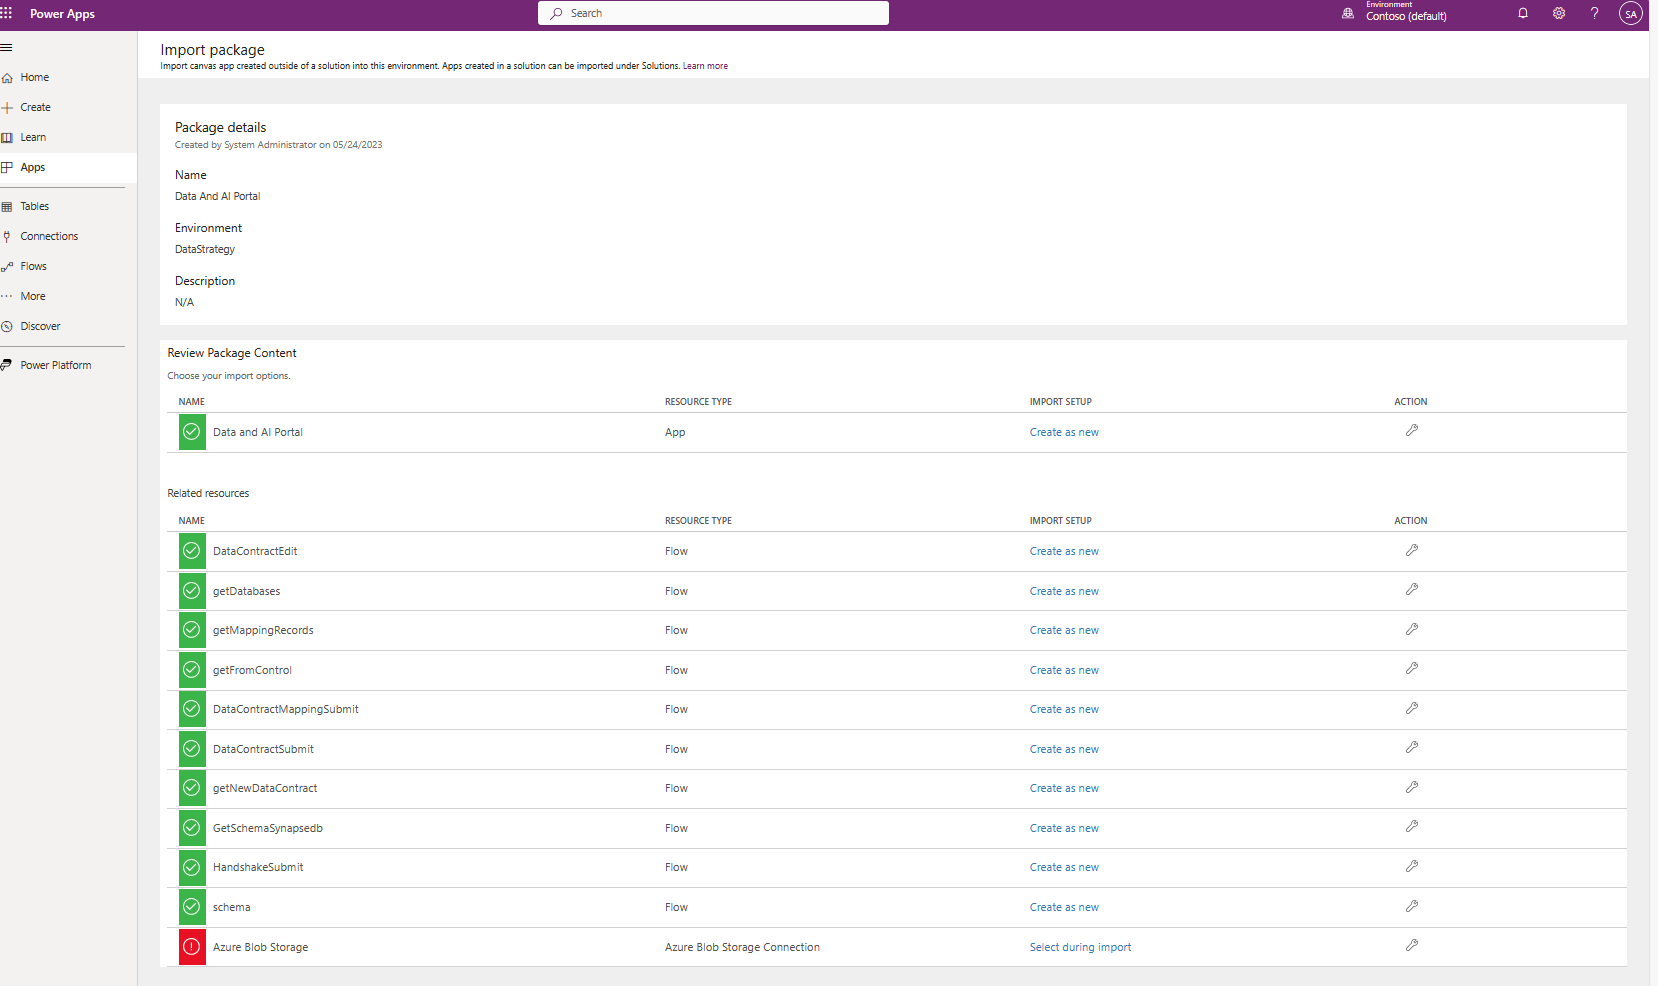 Power Apps
Search
Environment
Contoso (default)
?
SA
Home
Create
Learn
Apps
Tables
Connections
Flows
More
Discover
Power Platform
Import package
Import canvas app created outside of a solution into this environment. Apps created in a solution can be imported under Solutions. Learn more
Package details
Created by System Administrator on 05/24/2023
Name
Data And AI Portal
Environment
DataStrategy
Description
N/A
Review Package Content
Choose your import options.
NAME RESOURCE TYPE IMPORT SETUP ACTION
Data and AI Portal App Create as new
Related resources
NAME RESOURCE TYPE IMPORT SETUP ACTION
DataContractEdit Flow Create as new
getDatabases Flow Create as new
getMappingRecords Flow Create as new
getFromControl Flow Create as new
DataContractMappingSubmit Flow Create as new
DataContractSubmit Flow Create as new
getNewDataContract Flow Create as new
GetSchemaSynapsedb Flow Create as new
HandshakeSubmit Flow Create as new
schema Flow Create as new
Azure Blob Storage Azure Blob Storage Connection Select during import